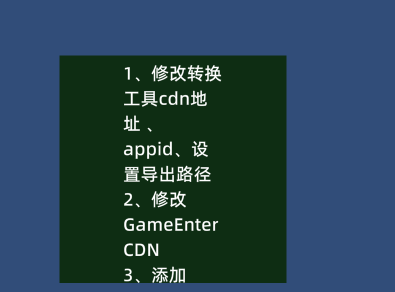 1、修改转换
工具cdn地
址 、
appid、设
置导出路径
2、修改
GameEnter
CDN
3、添加